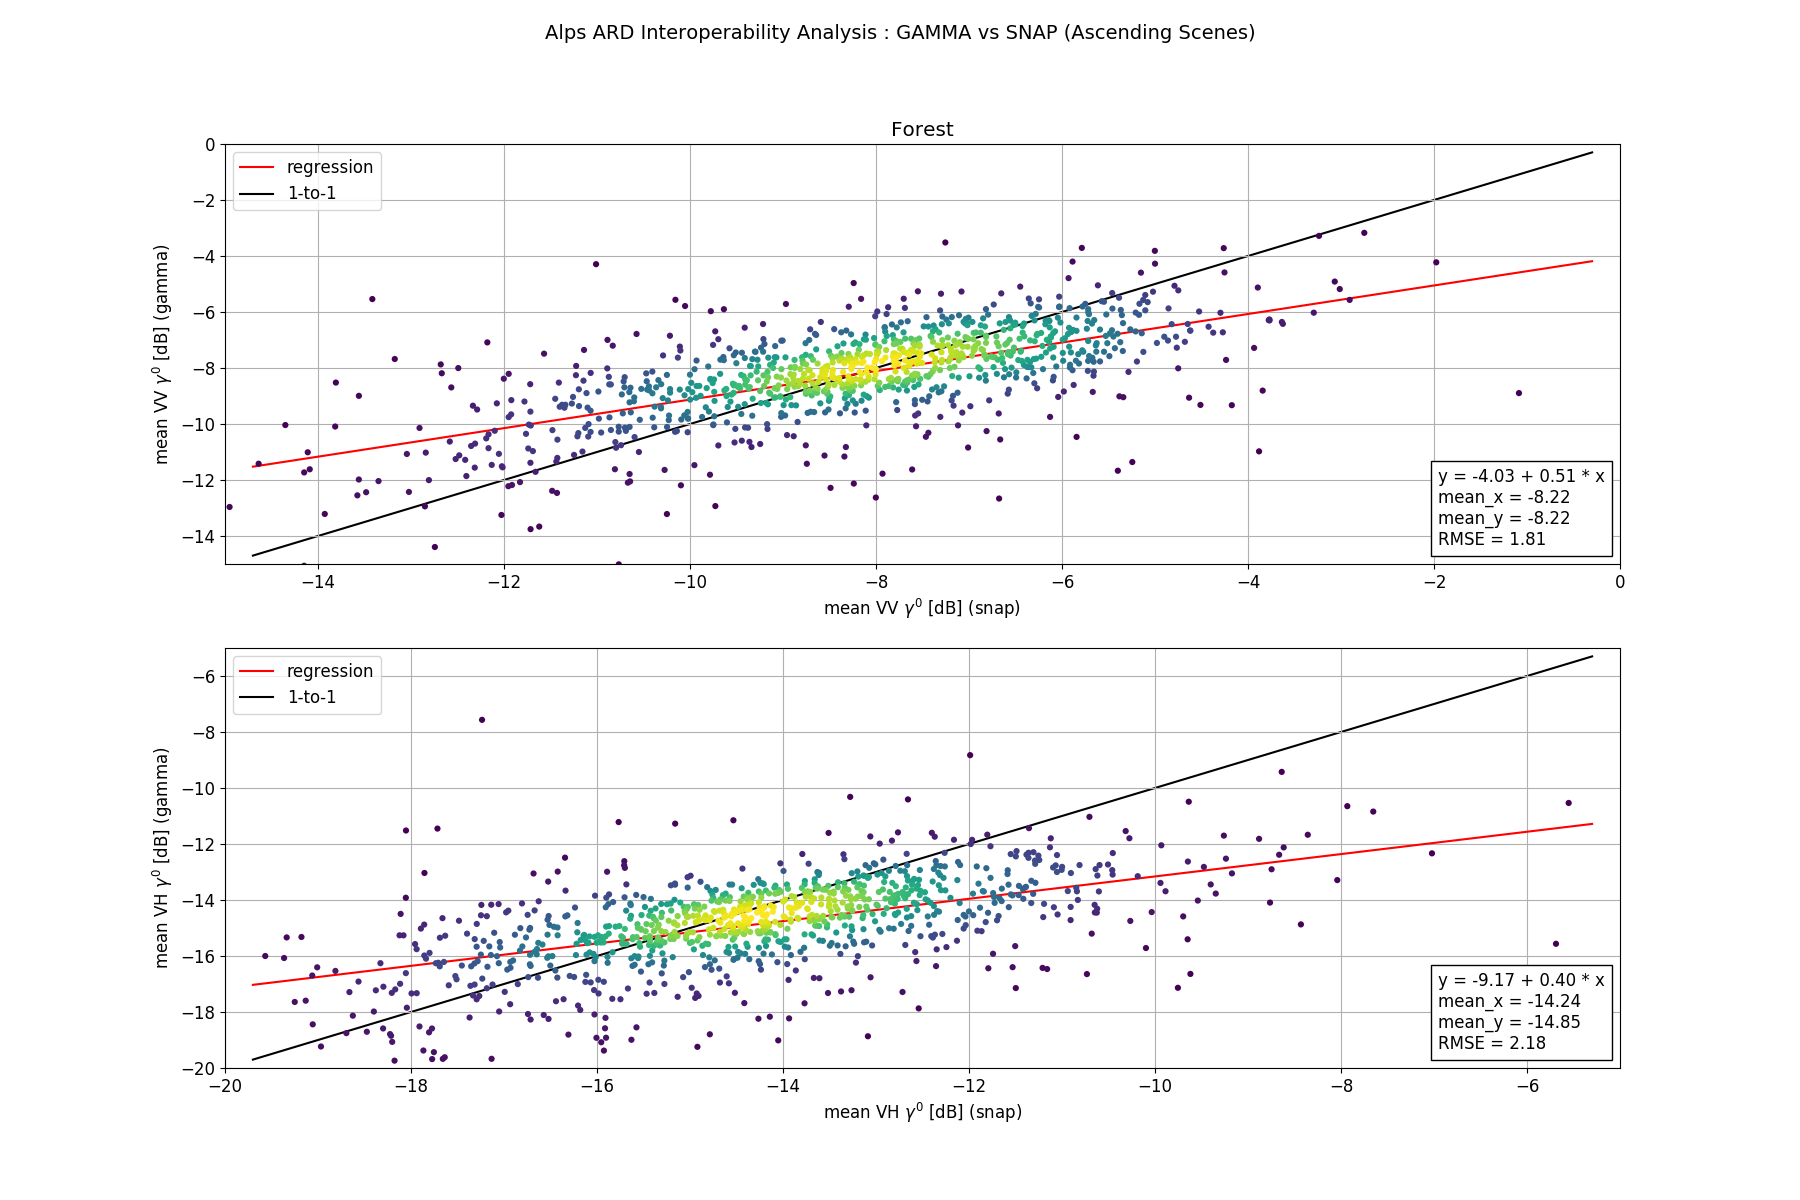 Alps ARD Interoperability Analysis : GAMMA vs SNAP (Ascending Scenes)
Forest
regression
1-to-1
0
−2
−4
−6
−8
−10
−12
−14
mean VV γ⁰ [dB] (gamma)
y = -4.03 + 0.51 * x
mean_x = -8.22
mean_y = -8.22
RMSE = 1.81
−14 −12 −10 −8 −6 −4 −2 0
mean VV γ⁰ [dB] (snap)
regression
1-to-1
−6
−8
−10
−12
−14
−16
−18
−20
mean VH γ⁰ [dB] (gamma)
y = -9.17 + 0.40 * x
mean_x = -14.24
mean_y = -14.85
RMSE = 2.18
−20 −18 −16 −14 −12 −10 −8 −6
mean VH γ⁰ [dB] (snap)